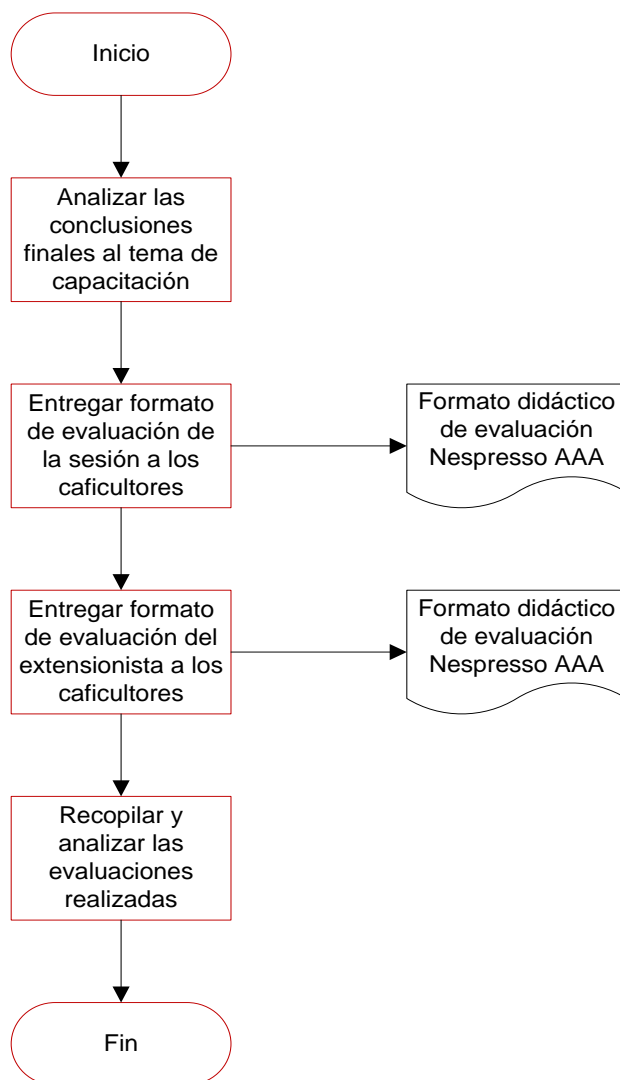 Inicio
Analizar las
conclusiones
finales al tema de
capacitación
Entregar formato
de evaluación de
la sesión a los
caficultores
Formato didáctico
de evaluación
Nespresso AAA
Entregar formato
de evaluación del
extensionista a los
caficultores
Formato didáctico
de evaluación
Nespresso AAA
Recopilar y
analizar las
evaluaciones
realizadas
Fin